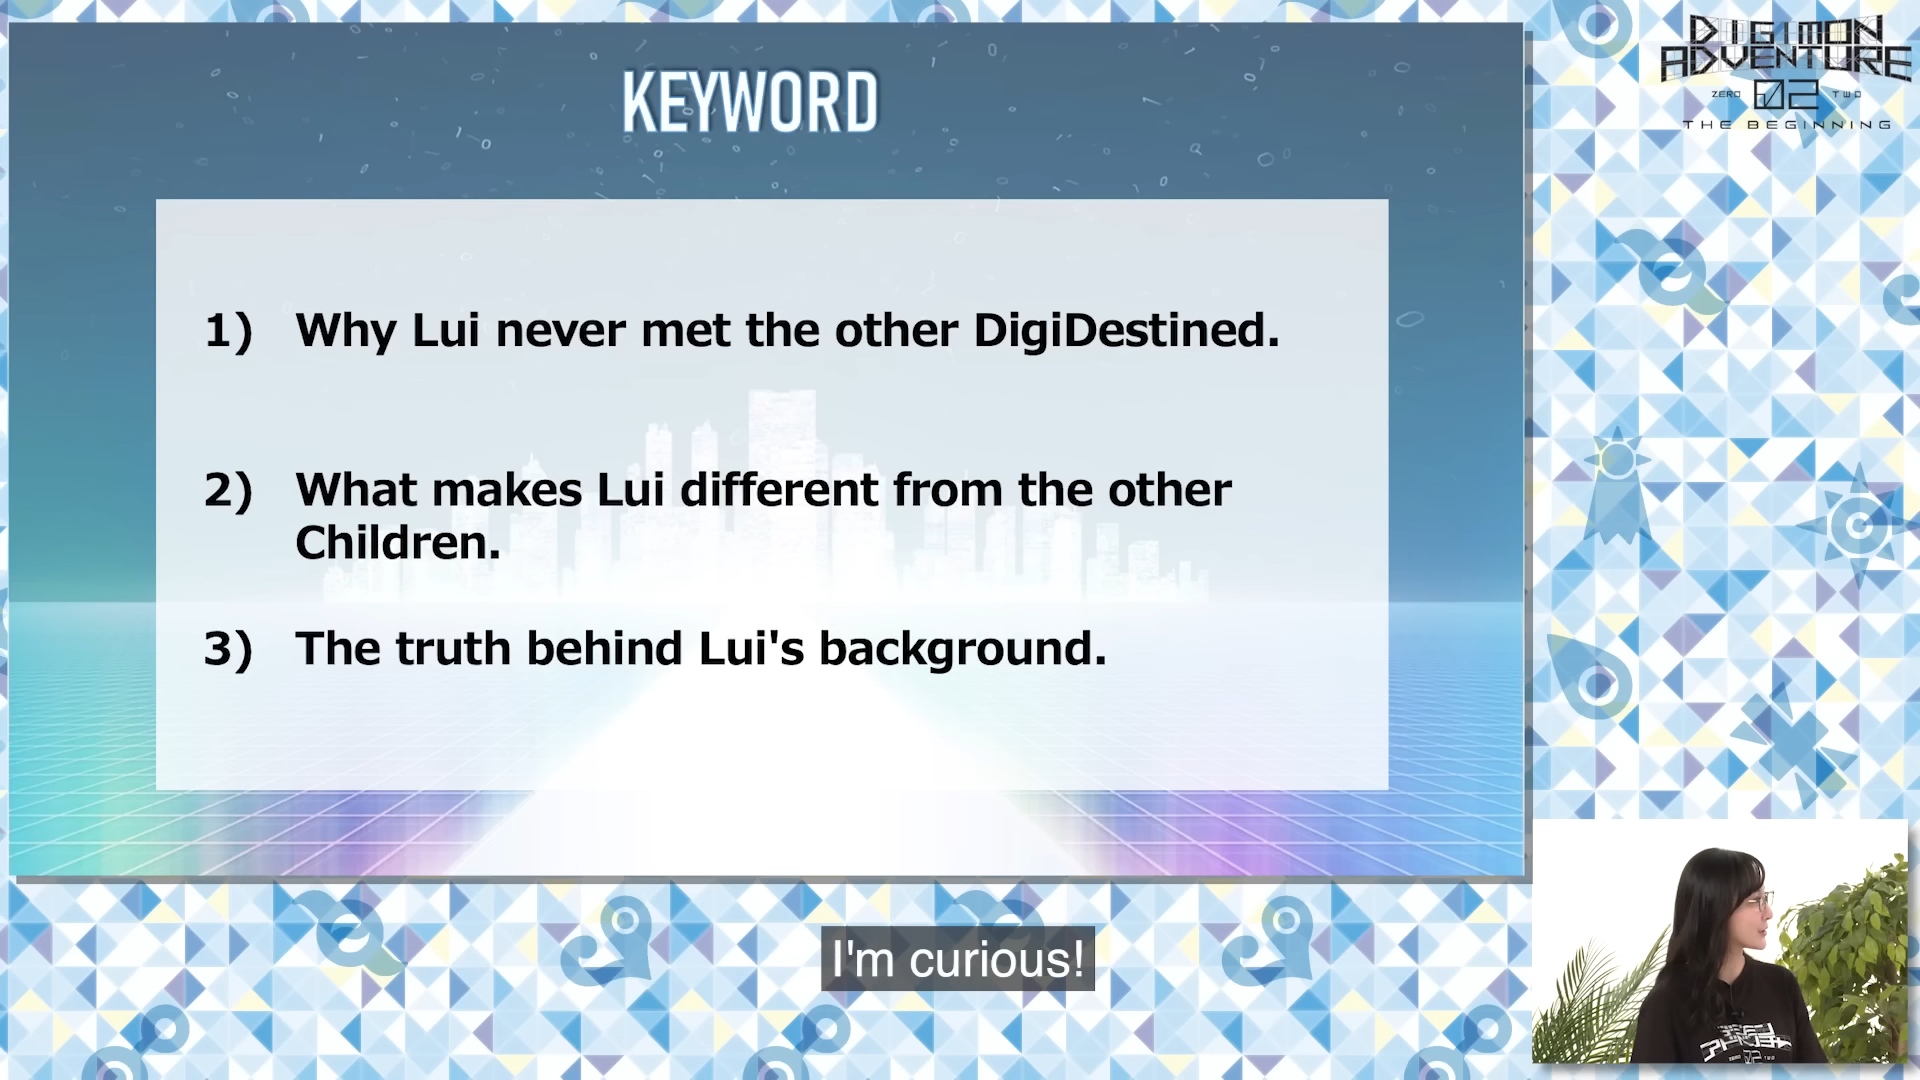 KEYWORD
DIGIMON
ADVENTURE
ZERO 02 TWO
THE BEGINNING
1) Why Lui never met the other DigiDestined.
2) What makes Lui different from the other
Children.
3) The truth behind Lui's background.
I'm curious!